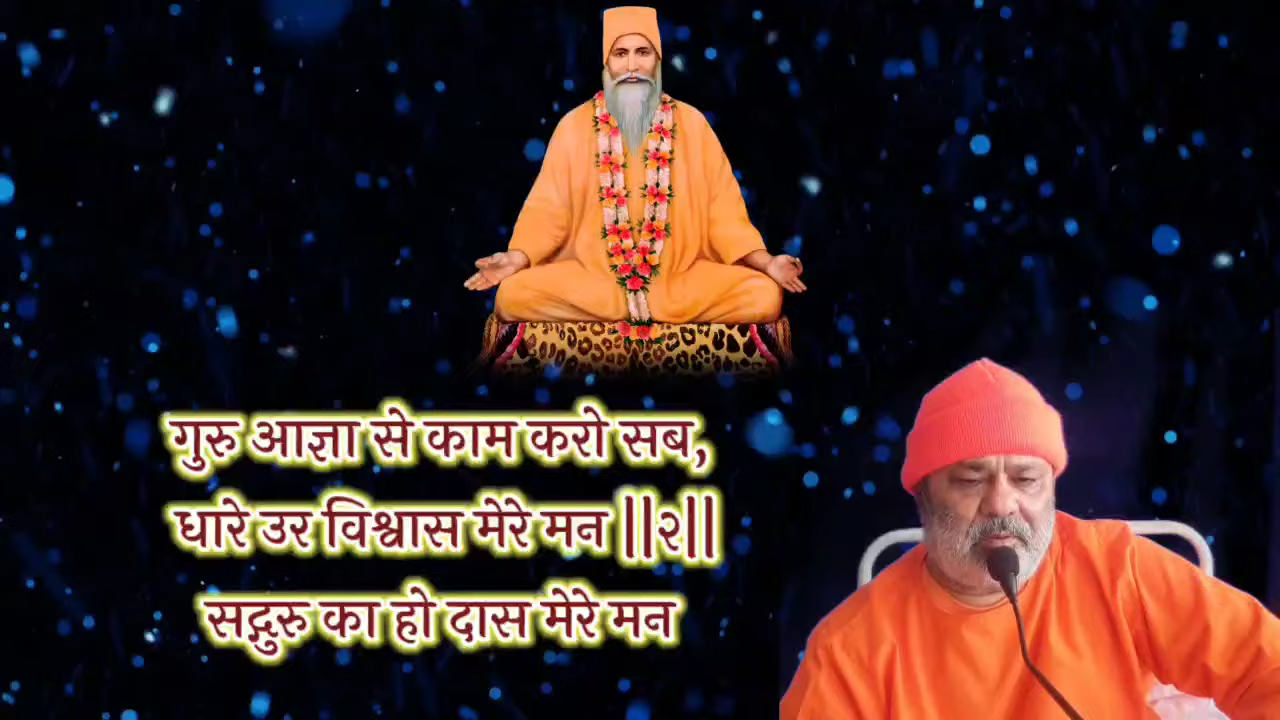 गुरु आज्ञा से काम करो सब,
धारे उर विश्वास मेरे मन ||२||
सद्गुरु का हो दास मेरे मन